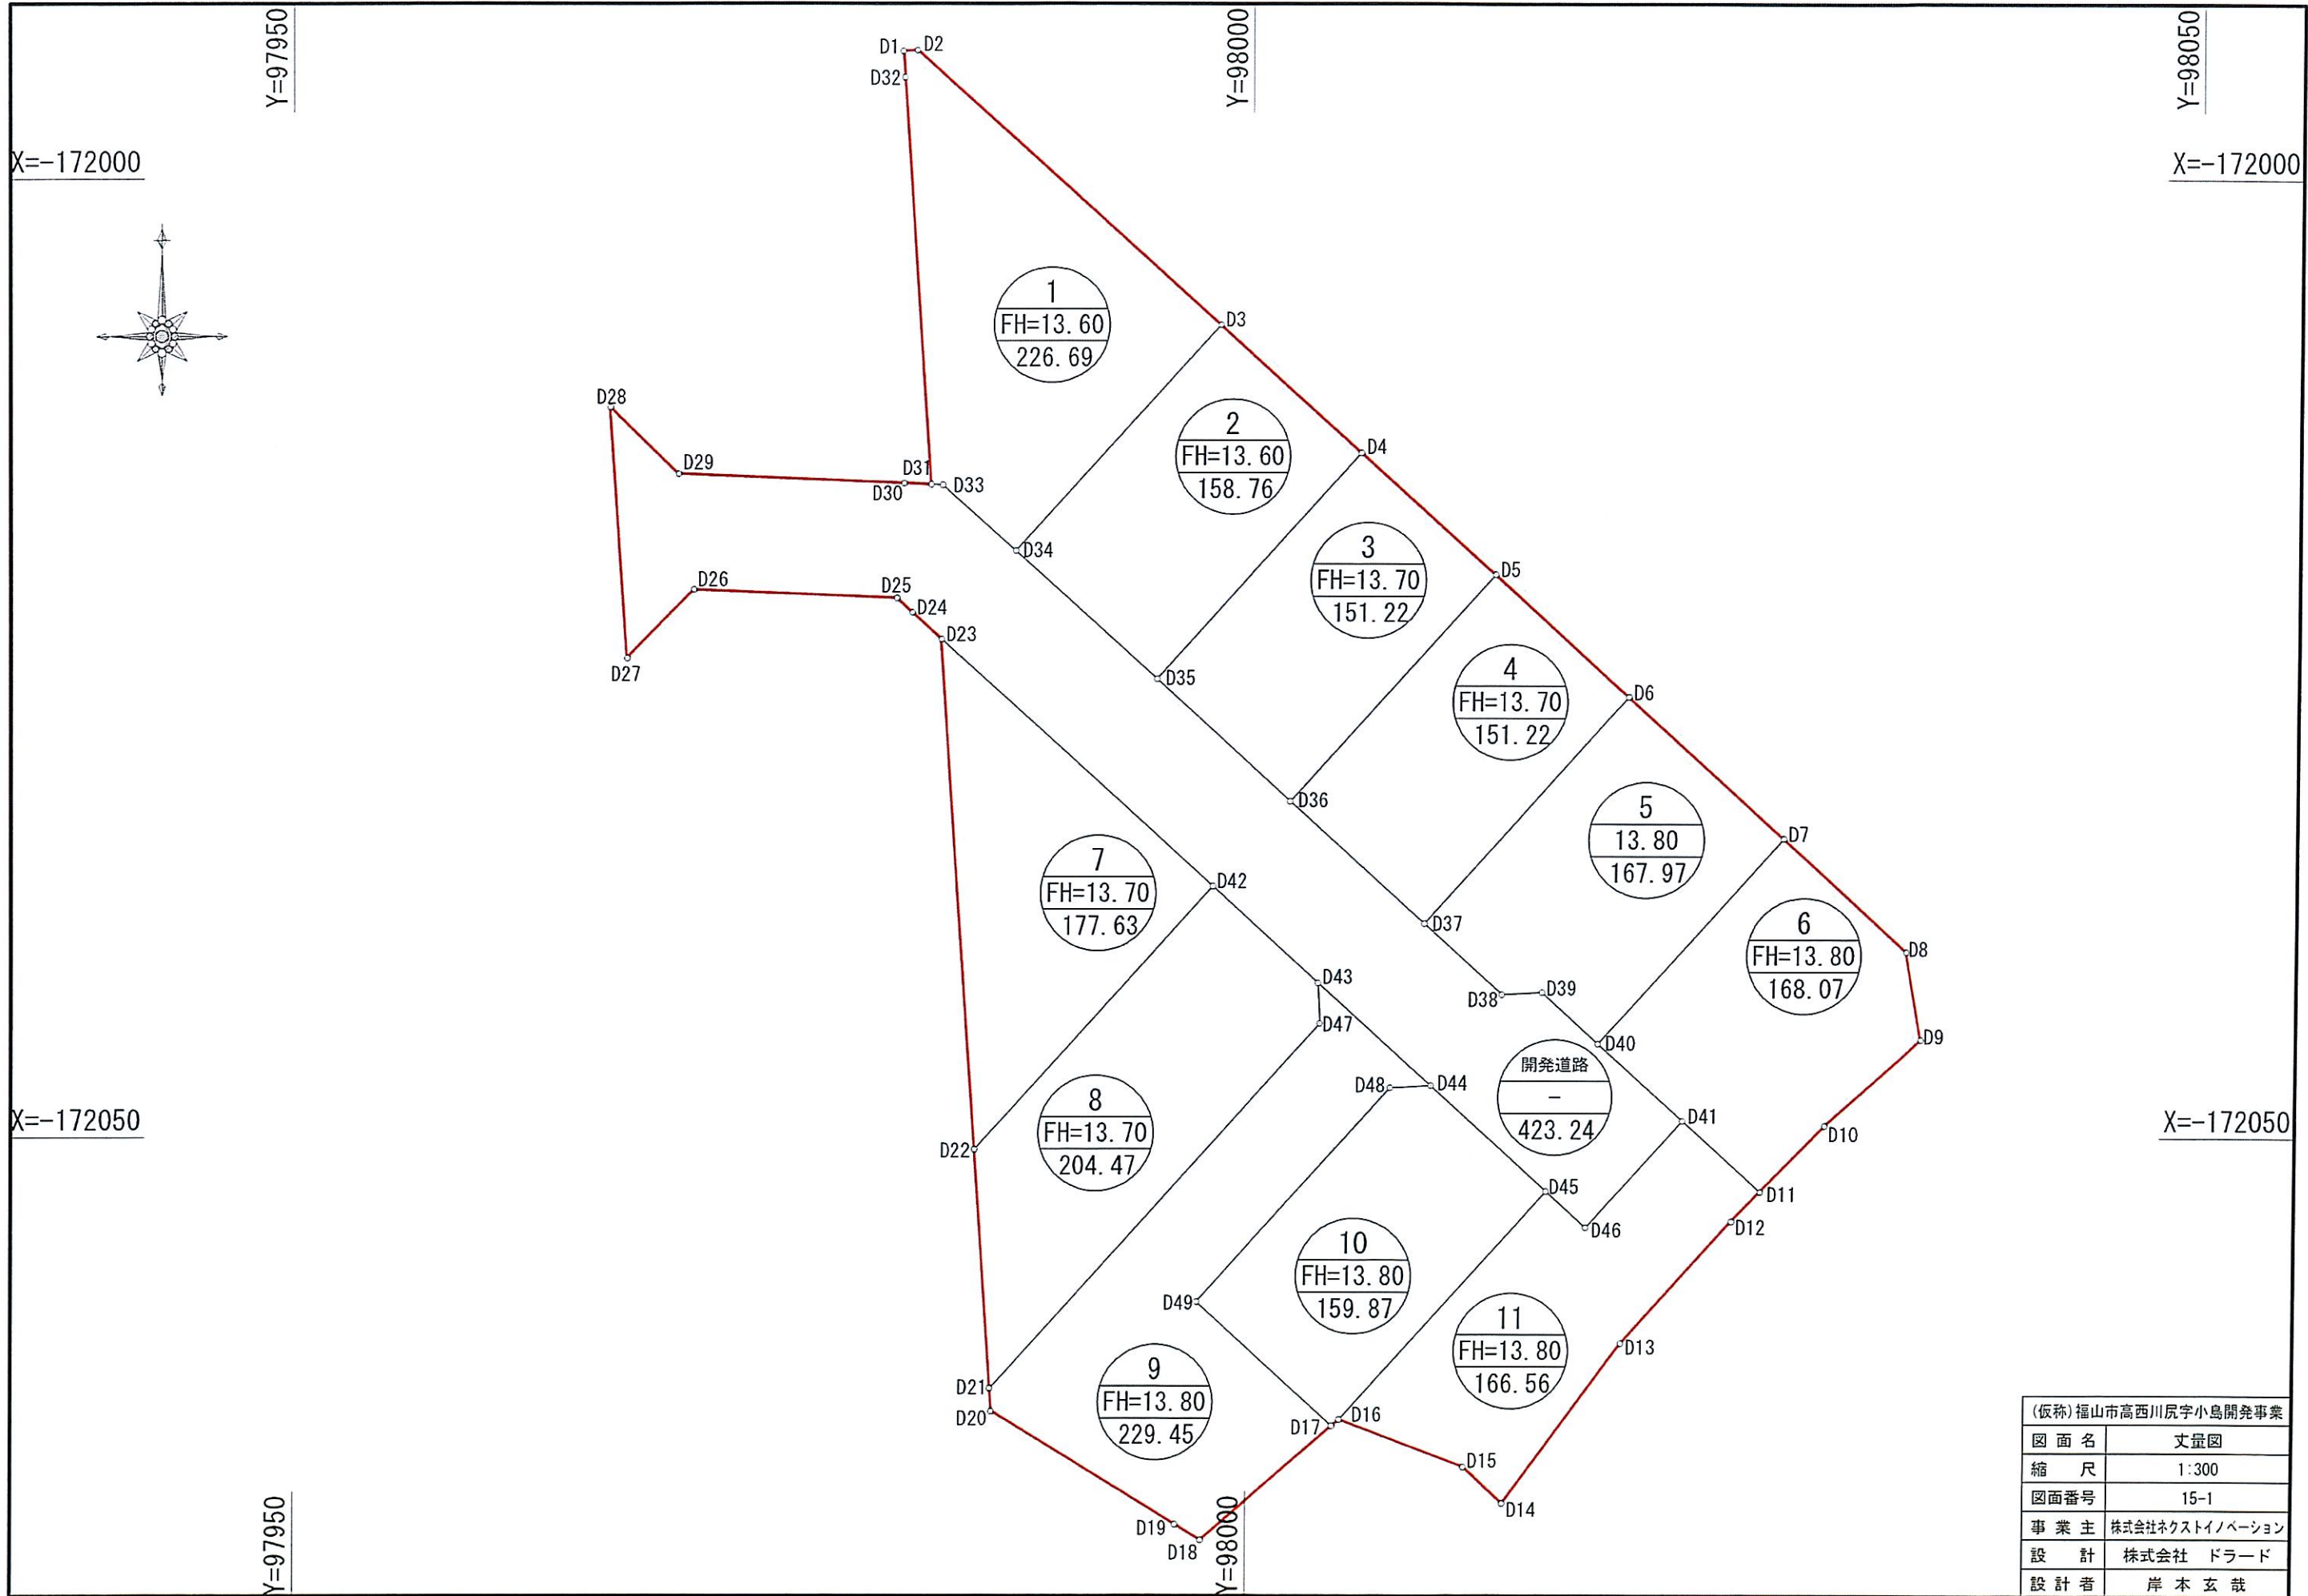 Y=97950
Y=98000
Y=98050
X=-172000
X=-172000
D1
D2
D32
D3
1
FH=13.60
226.69
D28
D29
D31
D30
D33
D34
2
FH=13.60
158.76
D4
3
FH=13.70
151.22
D5
D26
D25
D24
D23
D27
D35
4
FH=13.70
151.22
D6
D36
5
13.80
167.97
D7
7
FH=13.70
177.63
D42
D37
6
FH=13.80
168.07
D8
D43
D38
D39
D47
D40
D9
D48
D44
開発道路
-
423.24
D41
D10
X=-172050
X=-172050
8
FH=13.70
204.47
D22
D45
D46
D11
D12
D49
10
FH=13.80
159.87
11
FH=13.80
166.56
D13
D21
D20
9
FH=13.80
229.45
D17
D16
D15
D14
D19
D18
Y=97950
Y=98000
(仮称)福山市高西川尻字小島開発事業
図面名 丈量図
縮尺 1:300
図面番号 15-1
事業主 株式会社ネクストイノベーション
設計 株式会社 ドラード
設計者 岸本玄哉